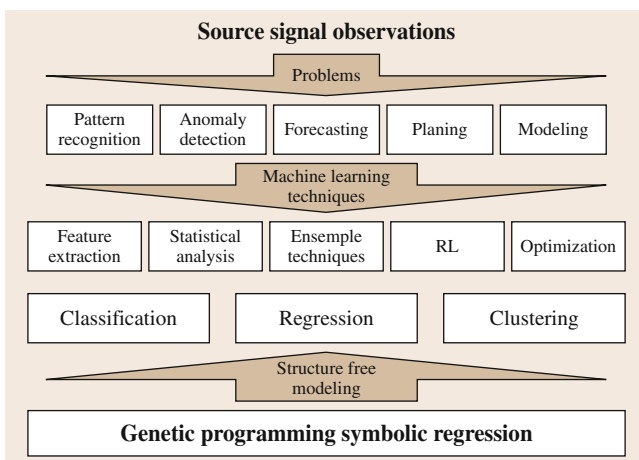 Source signal observations
Problems
Pattern
recognition
Anomaly
detection
Forecasting
Planing
Modeling
Machine learning
techniques
Feature
extraction
Statistical
analysis
Ensemple
techniques
RL
Optimization
Classification
Regression
Clustering
Structure free
modeling
Genetic programming symbolic regression